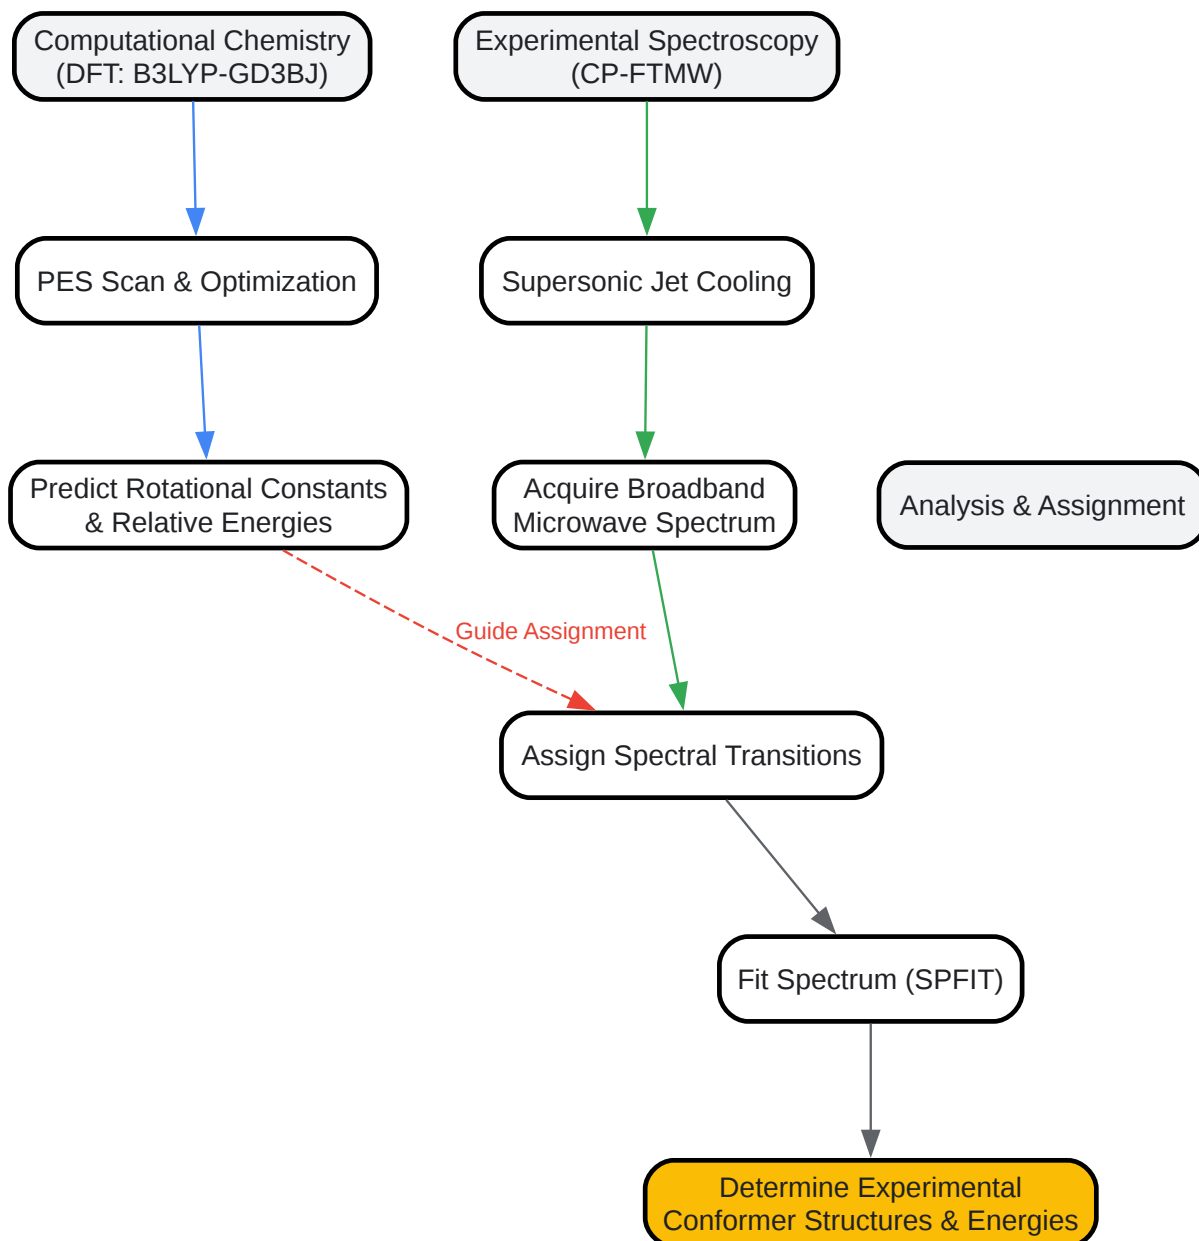 Computational Chemistry
(DFT: B3LYP-GD3BJ)
Experimental Spectroscopy
(CP-FTMW)
PES Scan & Optimization
Supersonic Jet Cooling
Predict Rotational Constants
& Relative Energies
Acquire Broadband
Microwave Spectrum
Analysis & Assignment
Guide Assignment
Assign Spectral Transitions
Fit Spectrum (SPFIT)
Determine Experimental
Conformer Structures & Energies